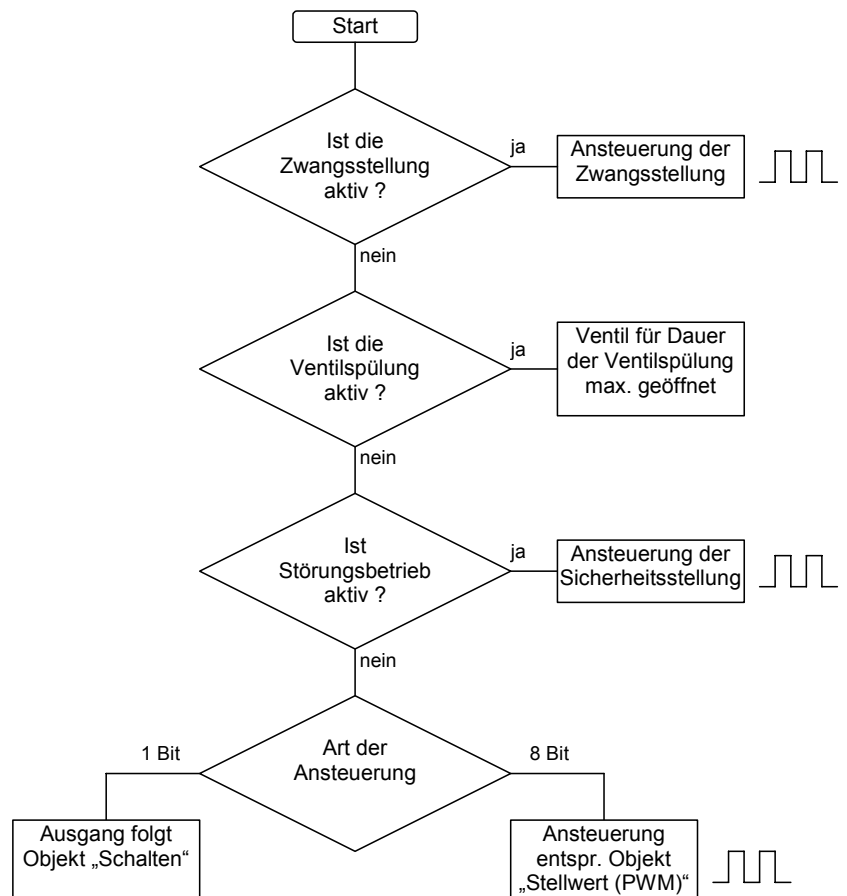 Start
Ist die
Zwangsstellung
aktiv ?
ja
Ansteuerung der
Zwangsstellung
nein
Ist die
Ventilspülung
aktiv ?
ja
Ventil für Dauer
der Ventilspülung
max. geöffnet
nein
Ist
Störungsbetrieb
aktiv ?
ja
Ansteuerung der
Sicherheitsstellung
nein
Art der
Ansteuerung
1 Bit
8 Bit
Ausgang folgt
Objekt „Schalten“
Ansteuerung
entspr. Objekt
„Stellwert (PWM)“